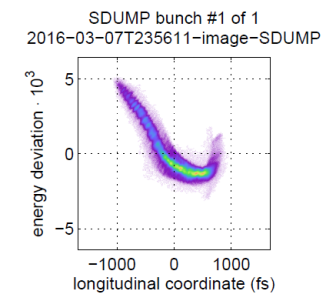 SDUMP bunch #1 of 1
2016−03−07T235611−image−SDUMP
energy deviation · 10³
5
0
−5
−1000 0 1000
longitudinal coordinate (fs)